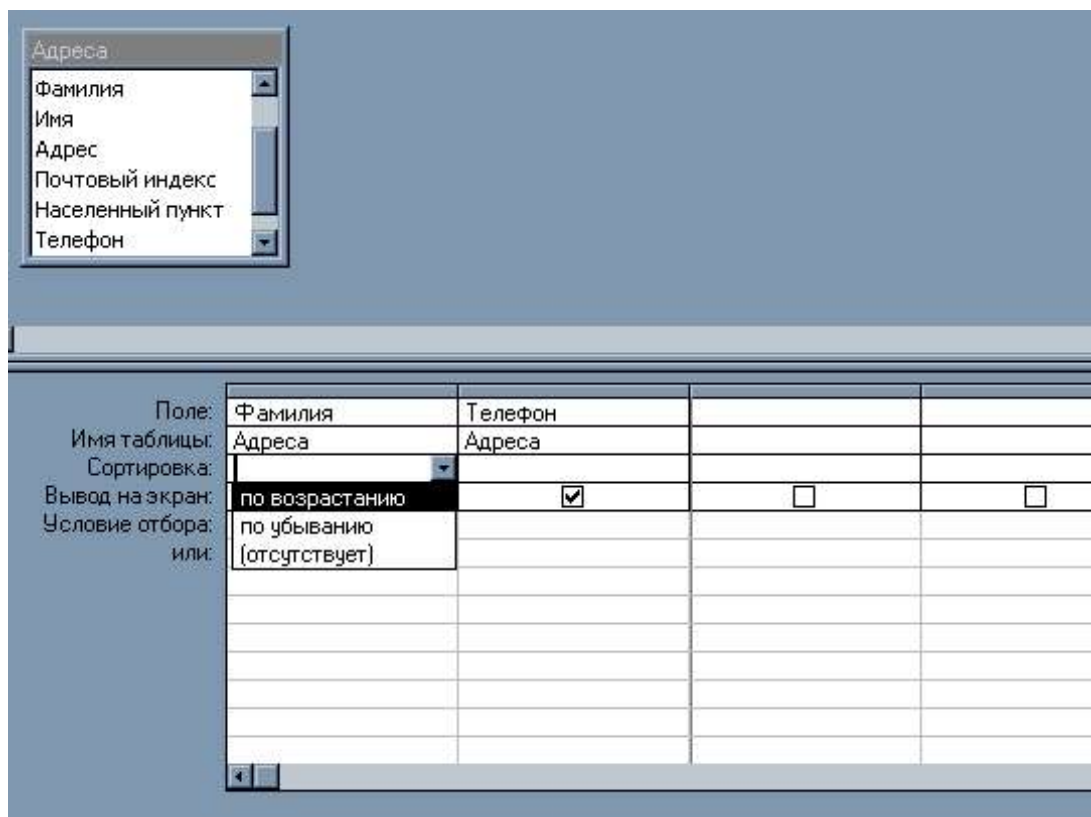 Адреса
Фамилия
Имя
Адрес
Почтовый индекс
Населенный пункт
Телефон
Поле: Фамилия Телефон
Имя таблицы: Адреса Адреса
Сортировка:
Вывод на экран: по возрастанию
Условие отбора: по убыванию
или: (отсутствует)